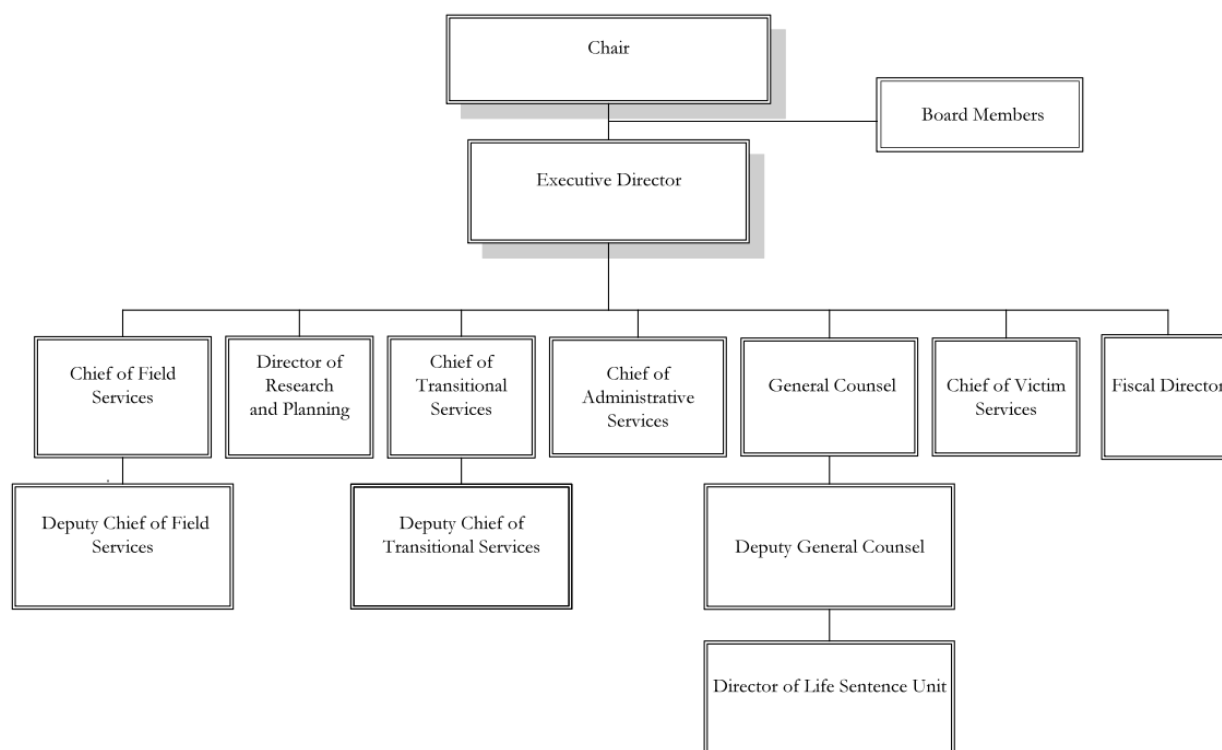 Chair
Board Members
Executive Director
Chief of Field
Services
Director of
Research
and Planning
Chief of
Transitional
Services
Chief of
Administrative
Services
General Counsel
Chief of Victim
Services
Fiscal Director
Deputy Chief of Field
Services
Deputy Chief of
Transitional Services
Deputy General Counsel
Director of Life Sentence Unit